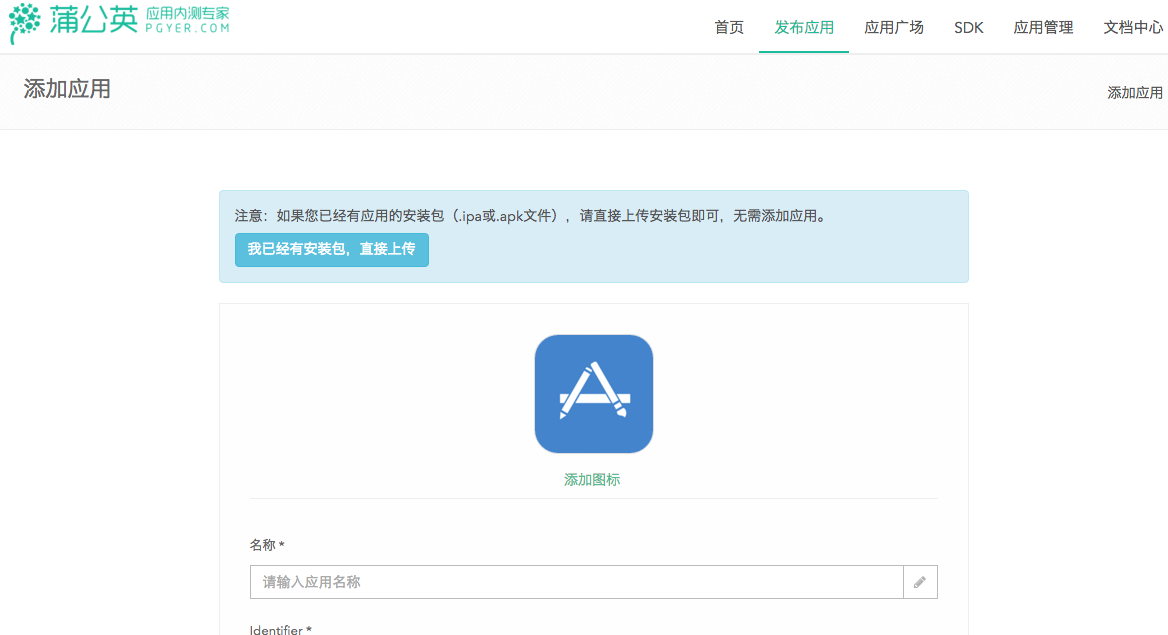 蒲公英 应用内测专家
PGYER.COM
首页 发布应用 应用广场 SDK 应用管理 文档中心
添加应用
添加应用
注意：如果您已经有应用的安装包（.ipa或.apk文件），请直接上传安装包即可，无需添加应用。
我已经有安装包，直接上传
添加图标
名称 *
请输入应用名称
Identifier *